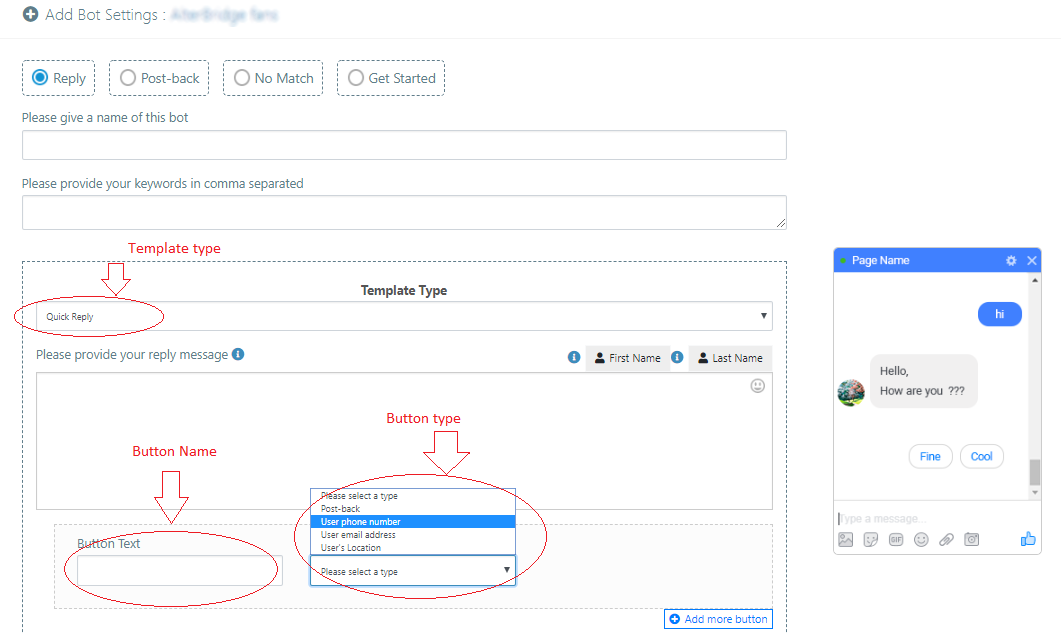 Add Bot Settings : AlterBridge fans
Reply Post-back No Match Get Started
Please give a name of this bot
Please provide your keywords in comma separated
Template type
Template Type
Quick Reply
Please provide your reply message
First Name Last Name
Button type
Button Name
Please select a type
Post-back
User phone number
User email address
User's Location
Button Text
Please select a type
Add more button
Page Name
hi
Hello,
How are you ???
Fine Cool
Type a message...
GIF